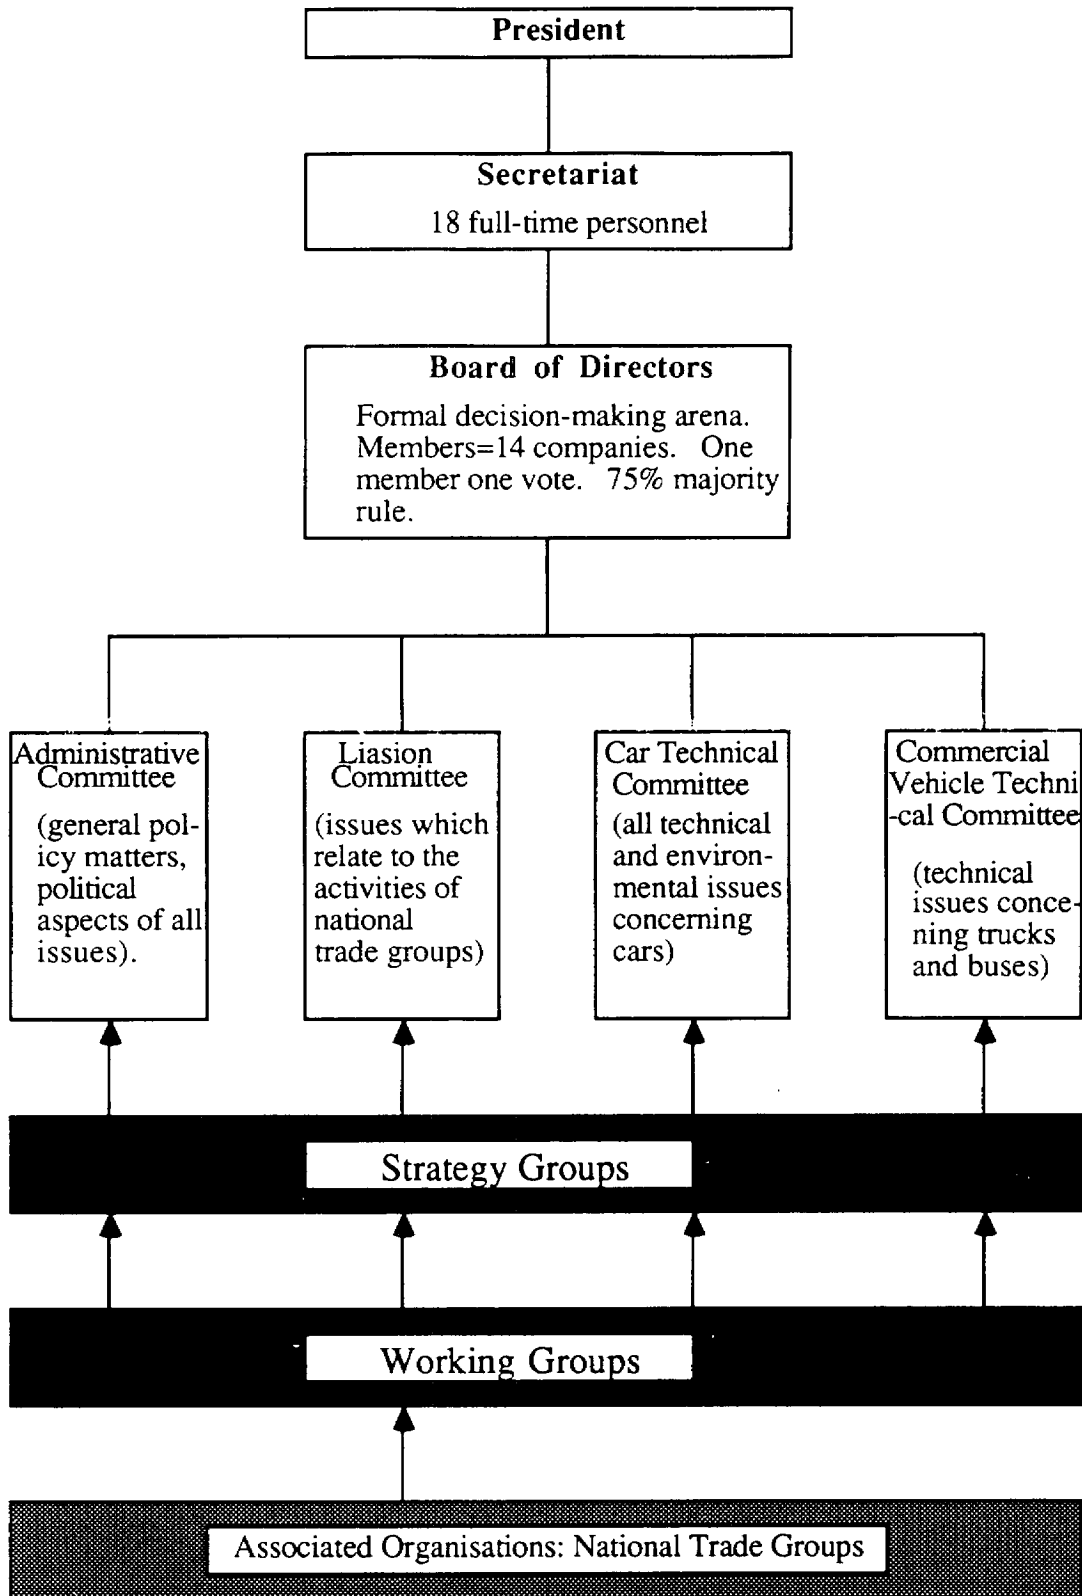 President
Secretariat
18 full-time personnel
Board of Directors
Formal decision-making arena.
Members=14 companies. One
member one vote. 75% majority
rule.
Administrative
Committee
(general pol-
icy matters,
political
aspects of all
issues).
Liasion
Committee
(issues which
relate to the
activities of
national
trade groups)
Car Technical
Committee
(all technical
and environ-
mental issues
concerning
cars)
Commercial
Vehicle Techni
-cal Committee
(technical
issues conce-
ning trucks
and buses)
Strategy Groups
Working Groups
Associated Organisations: National Trade Groups